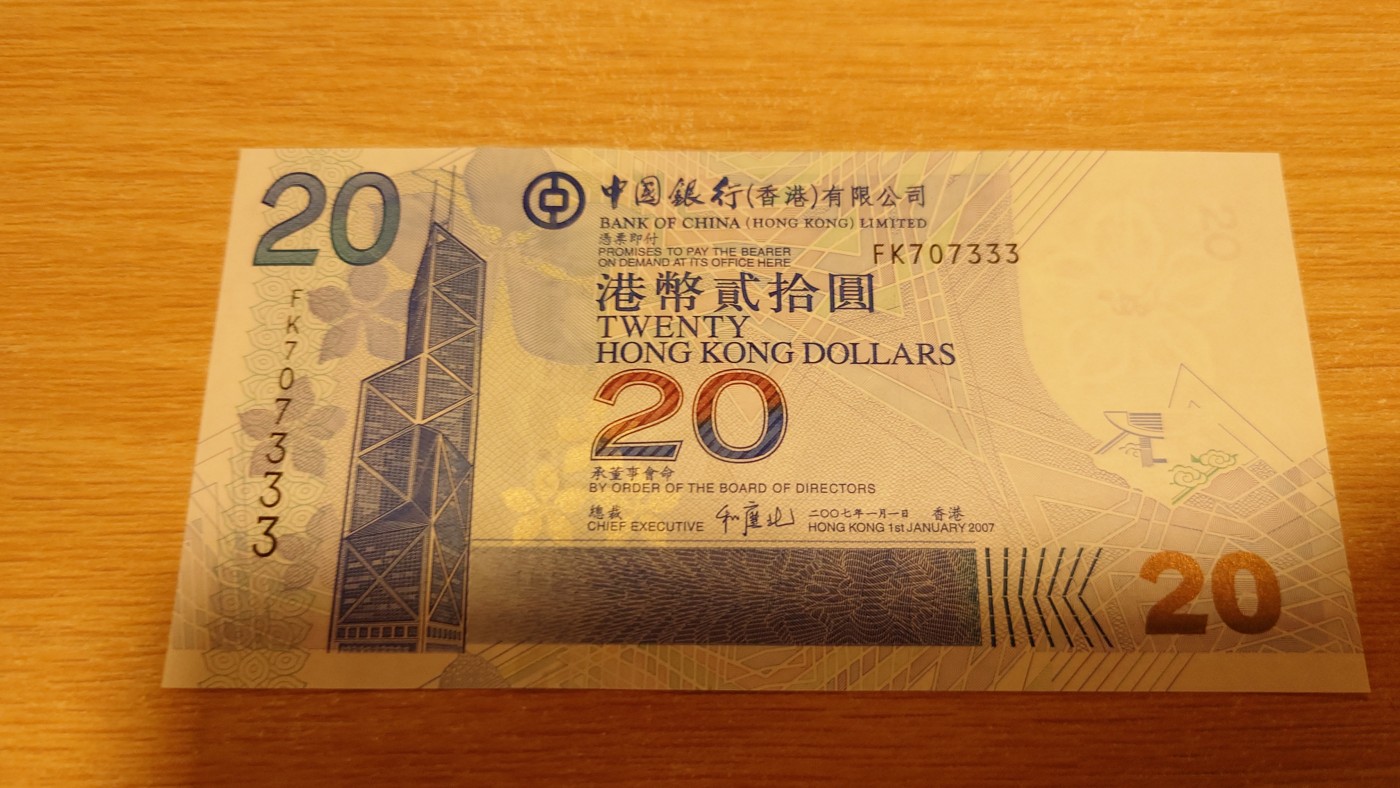 20
中国銀行(香港)有限公司
BANK OF CHINA (HONG KONG) LIMITED
憑票即付
PROMISES TO PAY THE BEARER
ON DEMAND AT ITS OFFICE HERE
FK707333
港幣貳拾圓
TWENTY
HONG KONG DOLLARS
20
承董事會命
BY ORDER OF THE BOARD OF DIRECTORS
總裁
CHIEF EXECUTIVE
和廣北
二〇〇七年一月一日 香港
HONG KONG 1st JANUARY 2007
FK707333
20